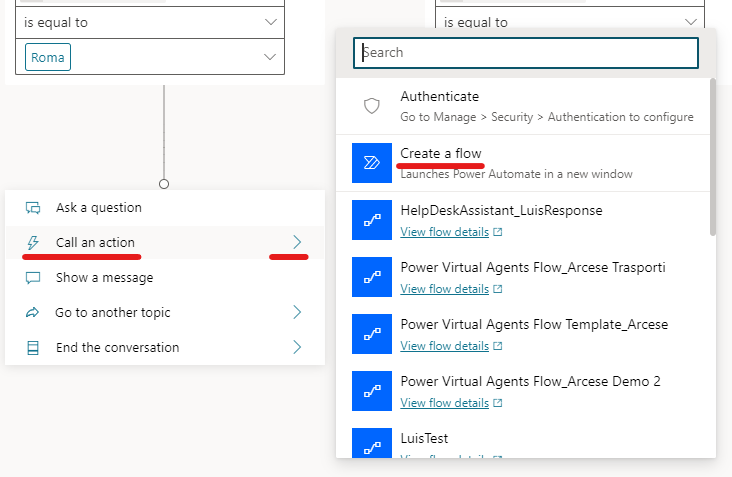 is equal to
Roma
Ask a question
Call an action
Show a message
Go to another topic
End the conversation
is equal to
Search
Authenticate
Go to Manage > Security > Authentication to configure
Create a flow
Launches Power Automate in a new window
HelpDeskAssistant_LuisResponse
View flow details
Power Virtual Agents Flow_Arcese Trasporti
View flow details
Power Virtual Agents Flow Template_Arcese
View flow details
Power Virtual Agents Flow_Arcese Demo 2
View flow details
LuisTest
View flow details